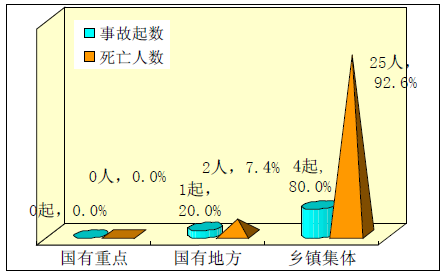 事故起数
死亡人数
25人，
92.6%
0人，0.0%
2人，7.4%
4起，
80.0%
1起，
20.0%
0起，0.0%
国有重点
国有地方
乡镇集体